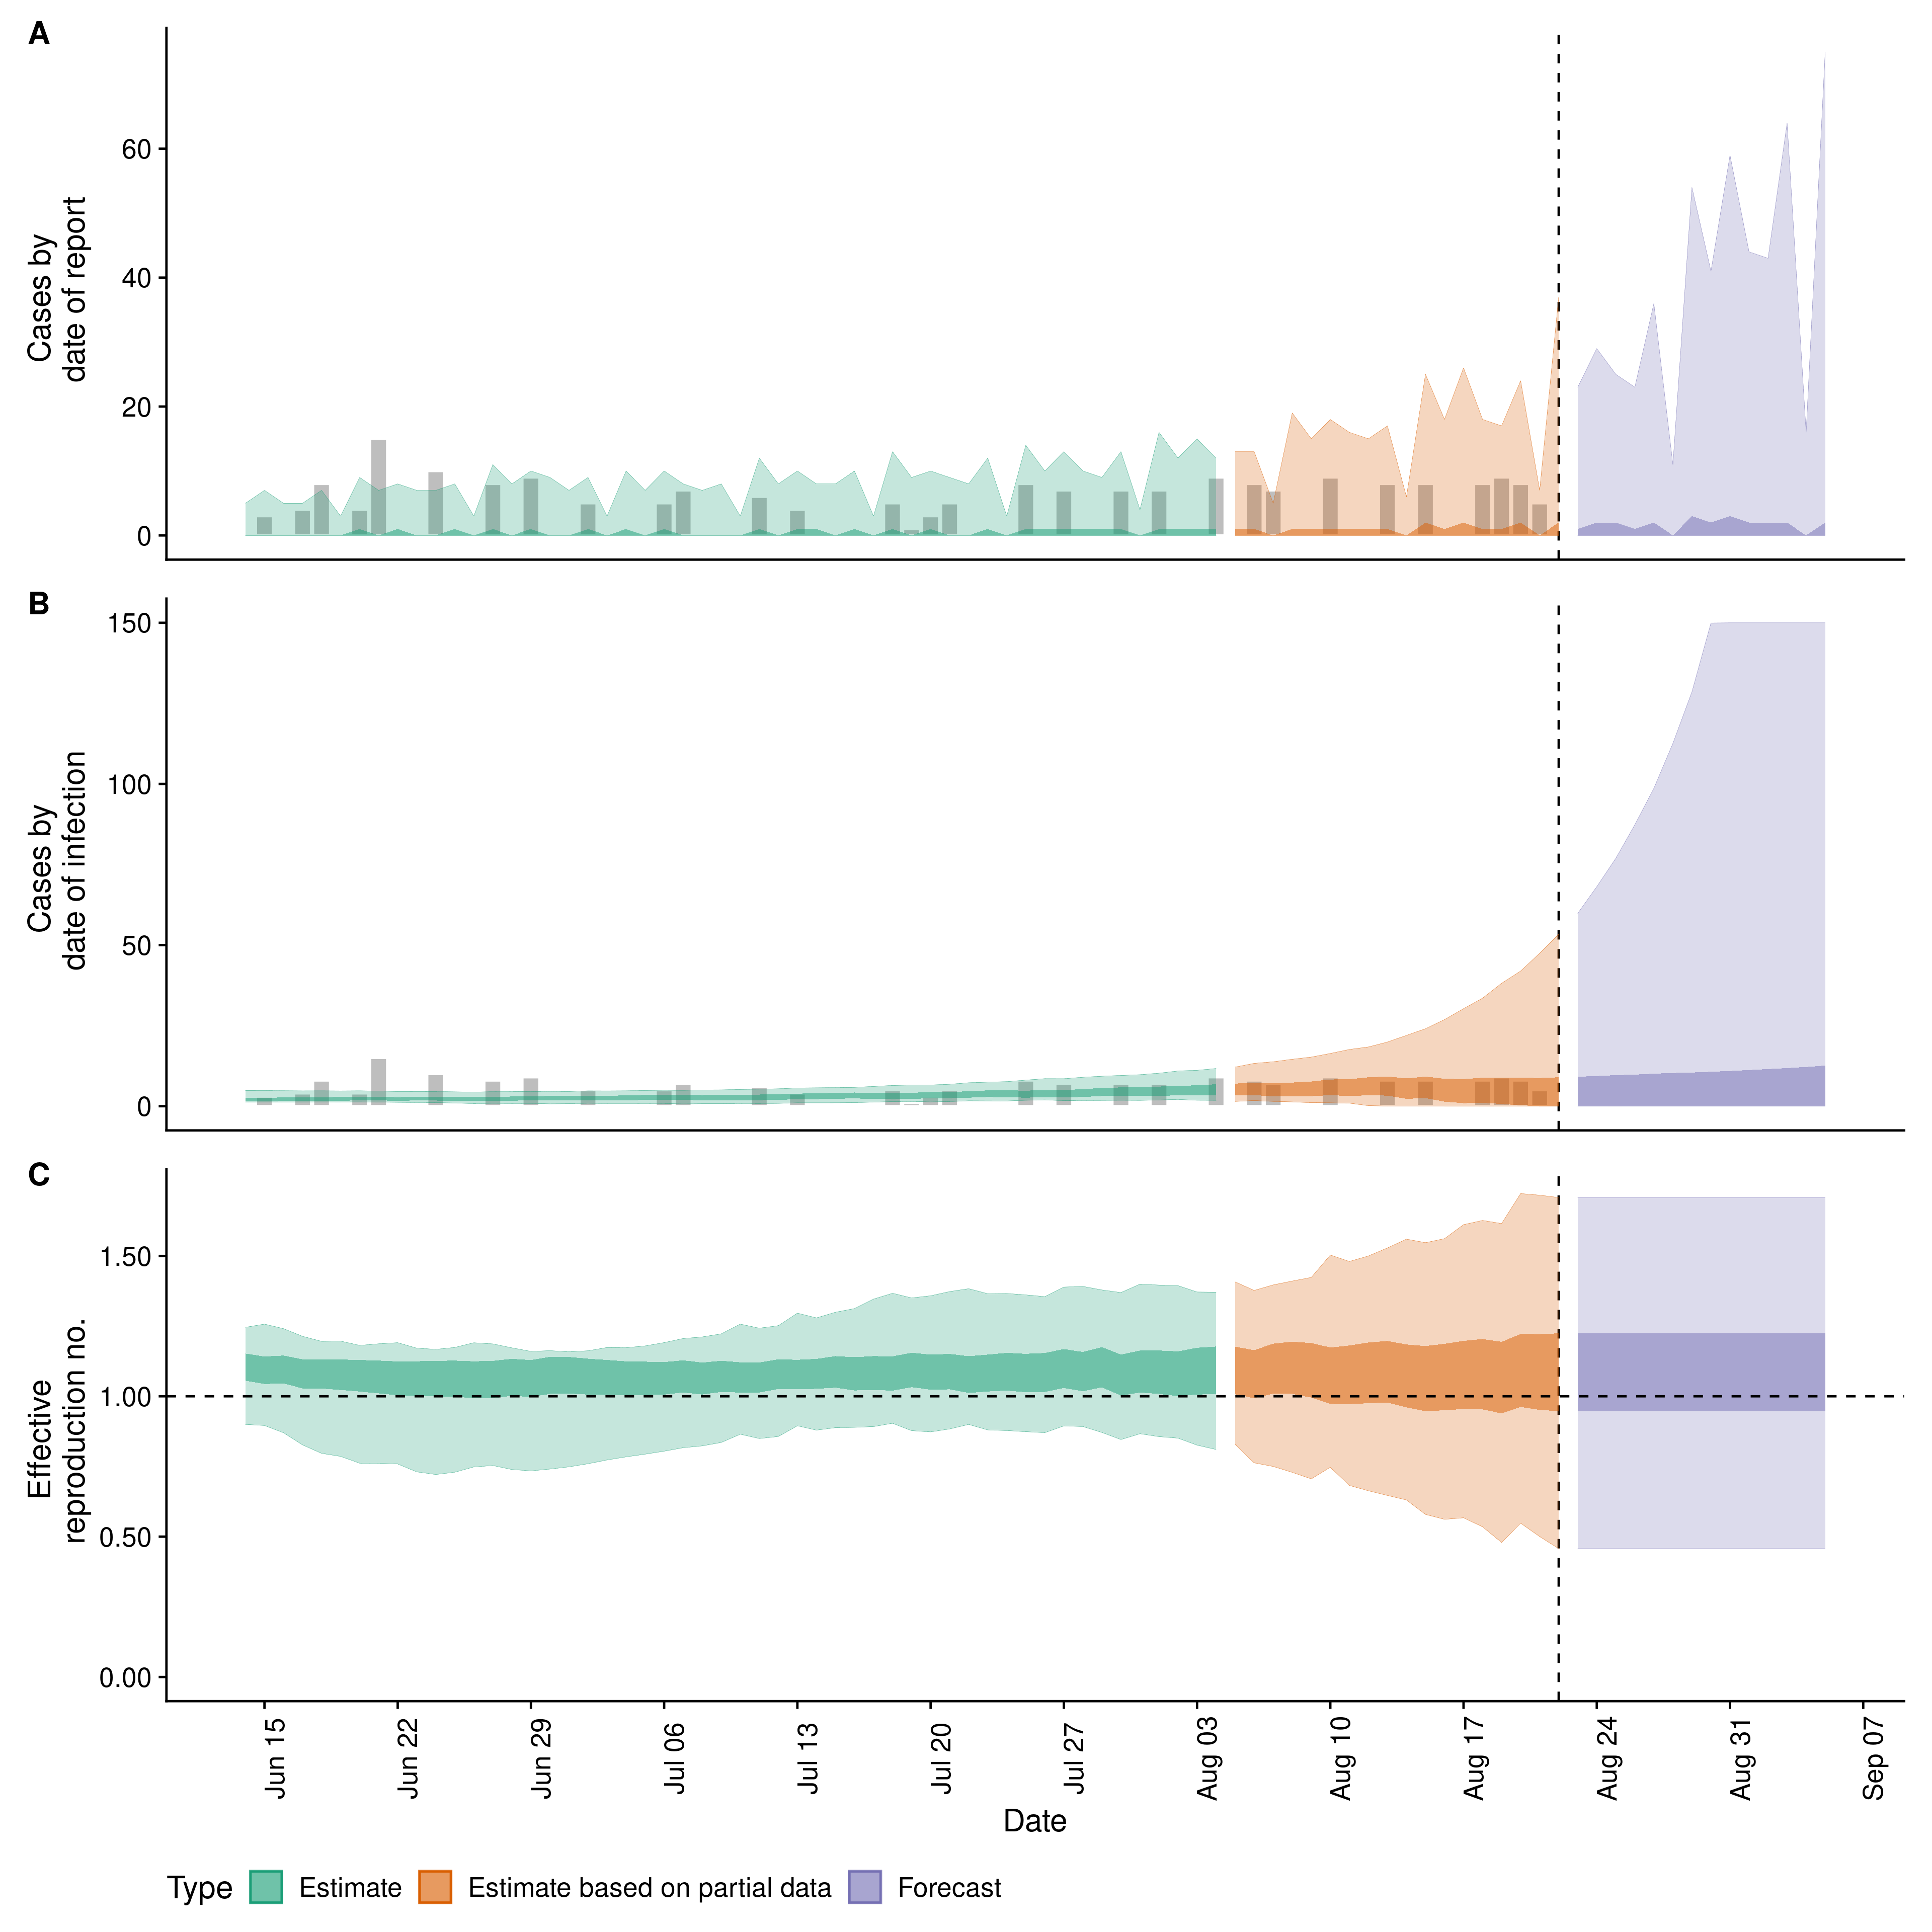 A
Cases by
date of report
60
40
20
0
B
Cases by
date of infection
150
100
50
0
C
Effective
reproduction no.
1.50
1.00
0.50
0.00
Jun 15
Jun 22
Jun 29
Jul 06
Jul 13
Jul 20
Jul 27
Aug 03
Aug 10
Aug 17
Aug 24
Aug 31
Sep 07
Date
Type Estimate Estimate based on partial data Forecast